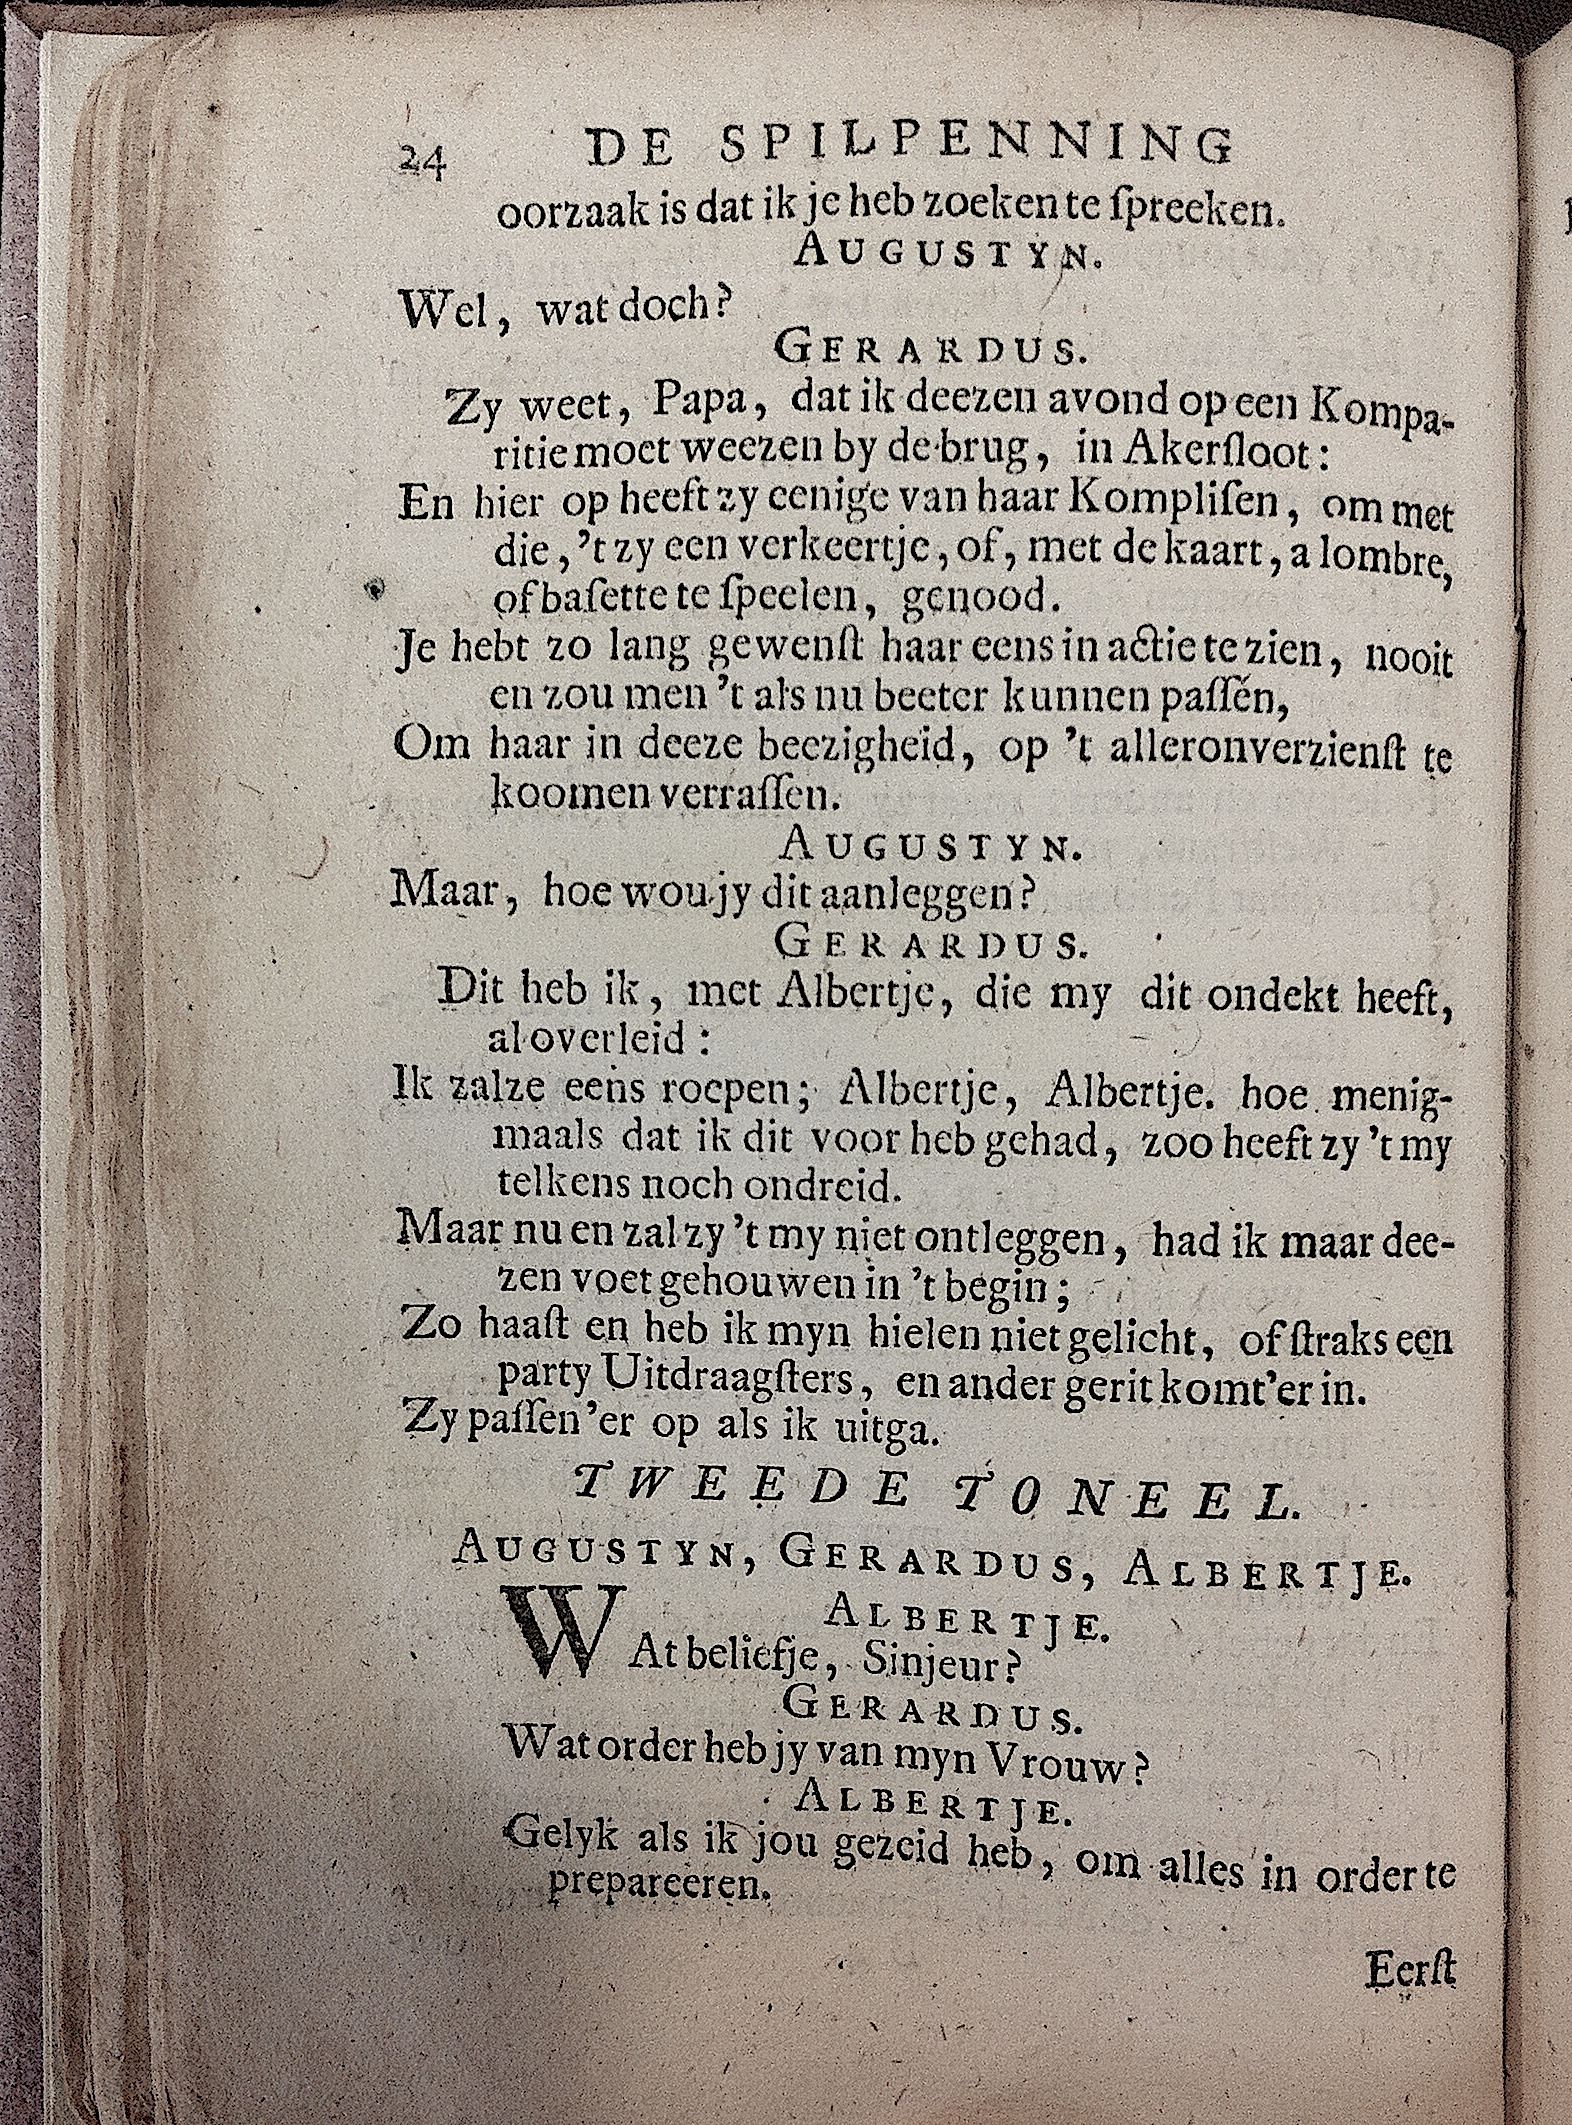 24 DE SPILPENNING
oorzaak is dat ik je heb zoeken te ſpreeken.
AUGUSTYN.
Wel, wat doch?
GERARDUS.
Zy weet, Papa, dat ik deezen avond op een Kompa-
ritie moet weezen by de brug, in Akerſloot:
En hier op heeft zy eenige van haar Kompliſen, om met
die, 't zy een verkeertje, of, met de kaart, a lombre,
of baſette te ſpeelen, genood.
Je hebt zo lang gewenſt haar eens in actie te zien, nooit
en zou men 't als nu beeter kunnen paſſen,
Om haar in deeze beezigheid, op 't alleronverzienſt te
koomen verraſſen.
AUGUSTYN.
Maar, hoe wou jy dit aanleggen?
GERARDUS.
Dit heb ik, met Albertje, die my dit ondekt heeft,
al overleid:
Ik zalze eens roepen; Albertje, Albertje. hoe menig-
maals dat ik dit voor heb gehad, zoo heeft zy 't my
telkens noch ondreid.
Maar nu en zal zy 't my niet ontleggen, had ik maar dee-
zen voet gehouwen in 't begin;
Zo haaſt en heb ik myn hielen niet gelicht, of ſtraks een
party Uitdraagſters, en ander gerit komt'er in.
Zy paſſen'er op als ik uitga.
TWEEDE TONEEL.
AUGUSTYN, GERARDUS, ALBERTJE.
ALBERTJE.
WAt beliefje, Sinjeur?
GERARDUS.
Wat order heb jy van myn Vrouw?
ALBERTJE.
Gelyk als ik jou gezeid heb, om alles in order te
prepareeren.
Eerſt